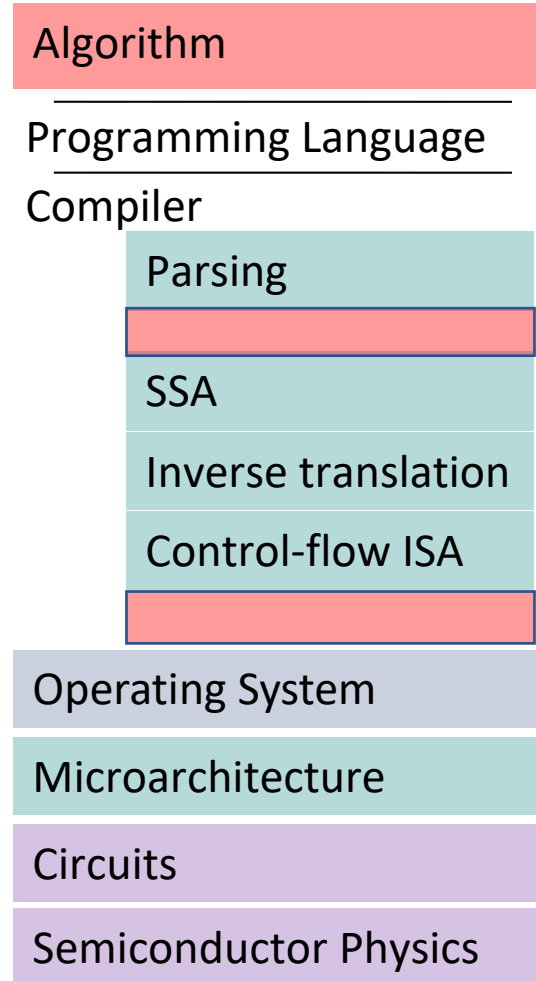 Algorithm
Programming Language
Compiler
Parsing
SSA
Inverse translation
Control-flow ISA
Operating System
Microarchitecture
Circuits
Semiconductor Physics